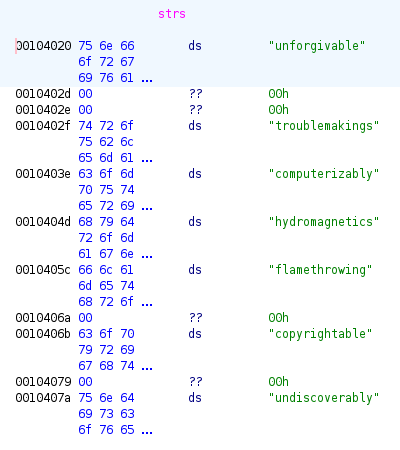 strs
00104020 75 6e 66 ds "unforgivable"
6f 72 67
69 76 61 ...
0010402d 00 ?? 00h
0010402e 00 ?? 00h
0010402f 74 72 6f ds "troublemakings"
75 62 6c
65 6d 61 ...
0010403e 63 6f 6d ds "computerizably"
70 75 74
65 72 69 ...
0010404d 68 79 64 ds "hydromagnetics"
72 6f 6d
61 67 6e ...
0010405c 66 6c 61 ds "flamethrowing"
6d 65 74
68 72 6f ...
0010406a 00 ?? 00h
0010406b 63 6f 70 ds "copyrightable"
79 72 69
67 68 74 ...
00104079 00 ?? 00h
0010407a 75 6e 64 ds "undiscoverably"
69 73 63
6f 76 65 ...